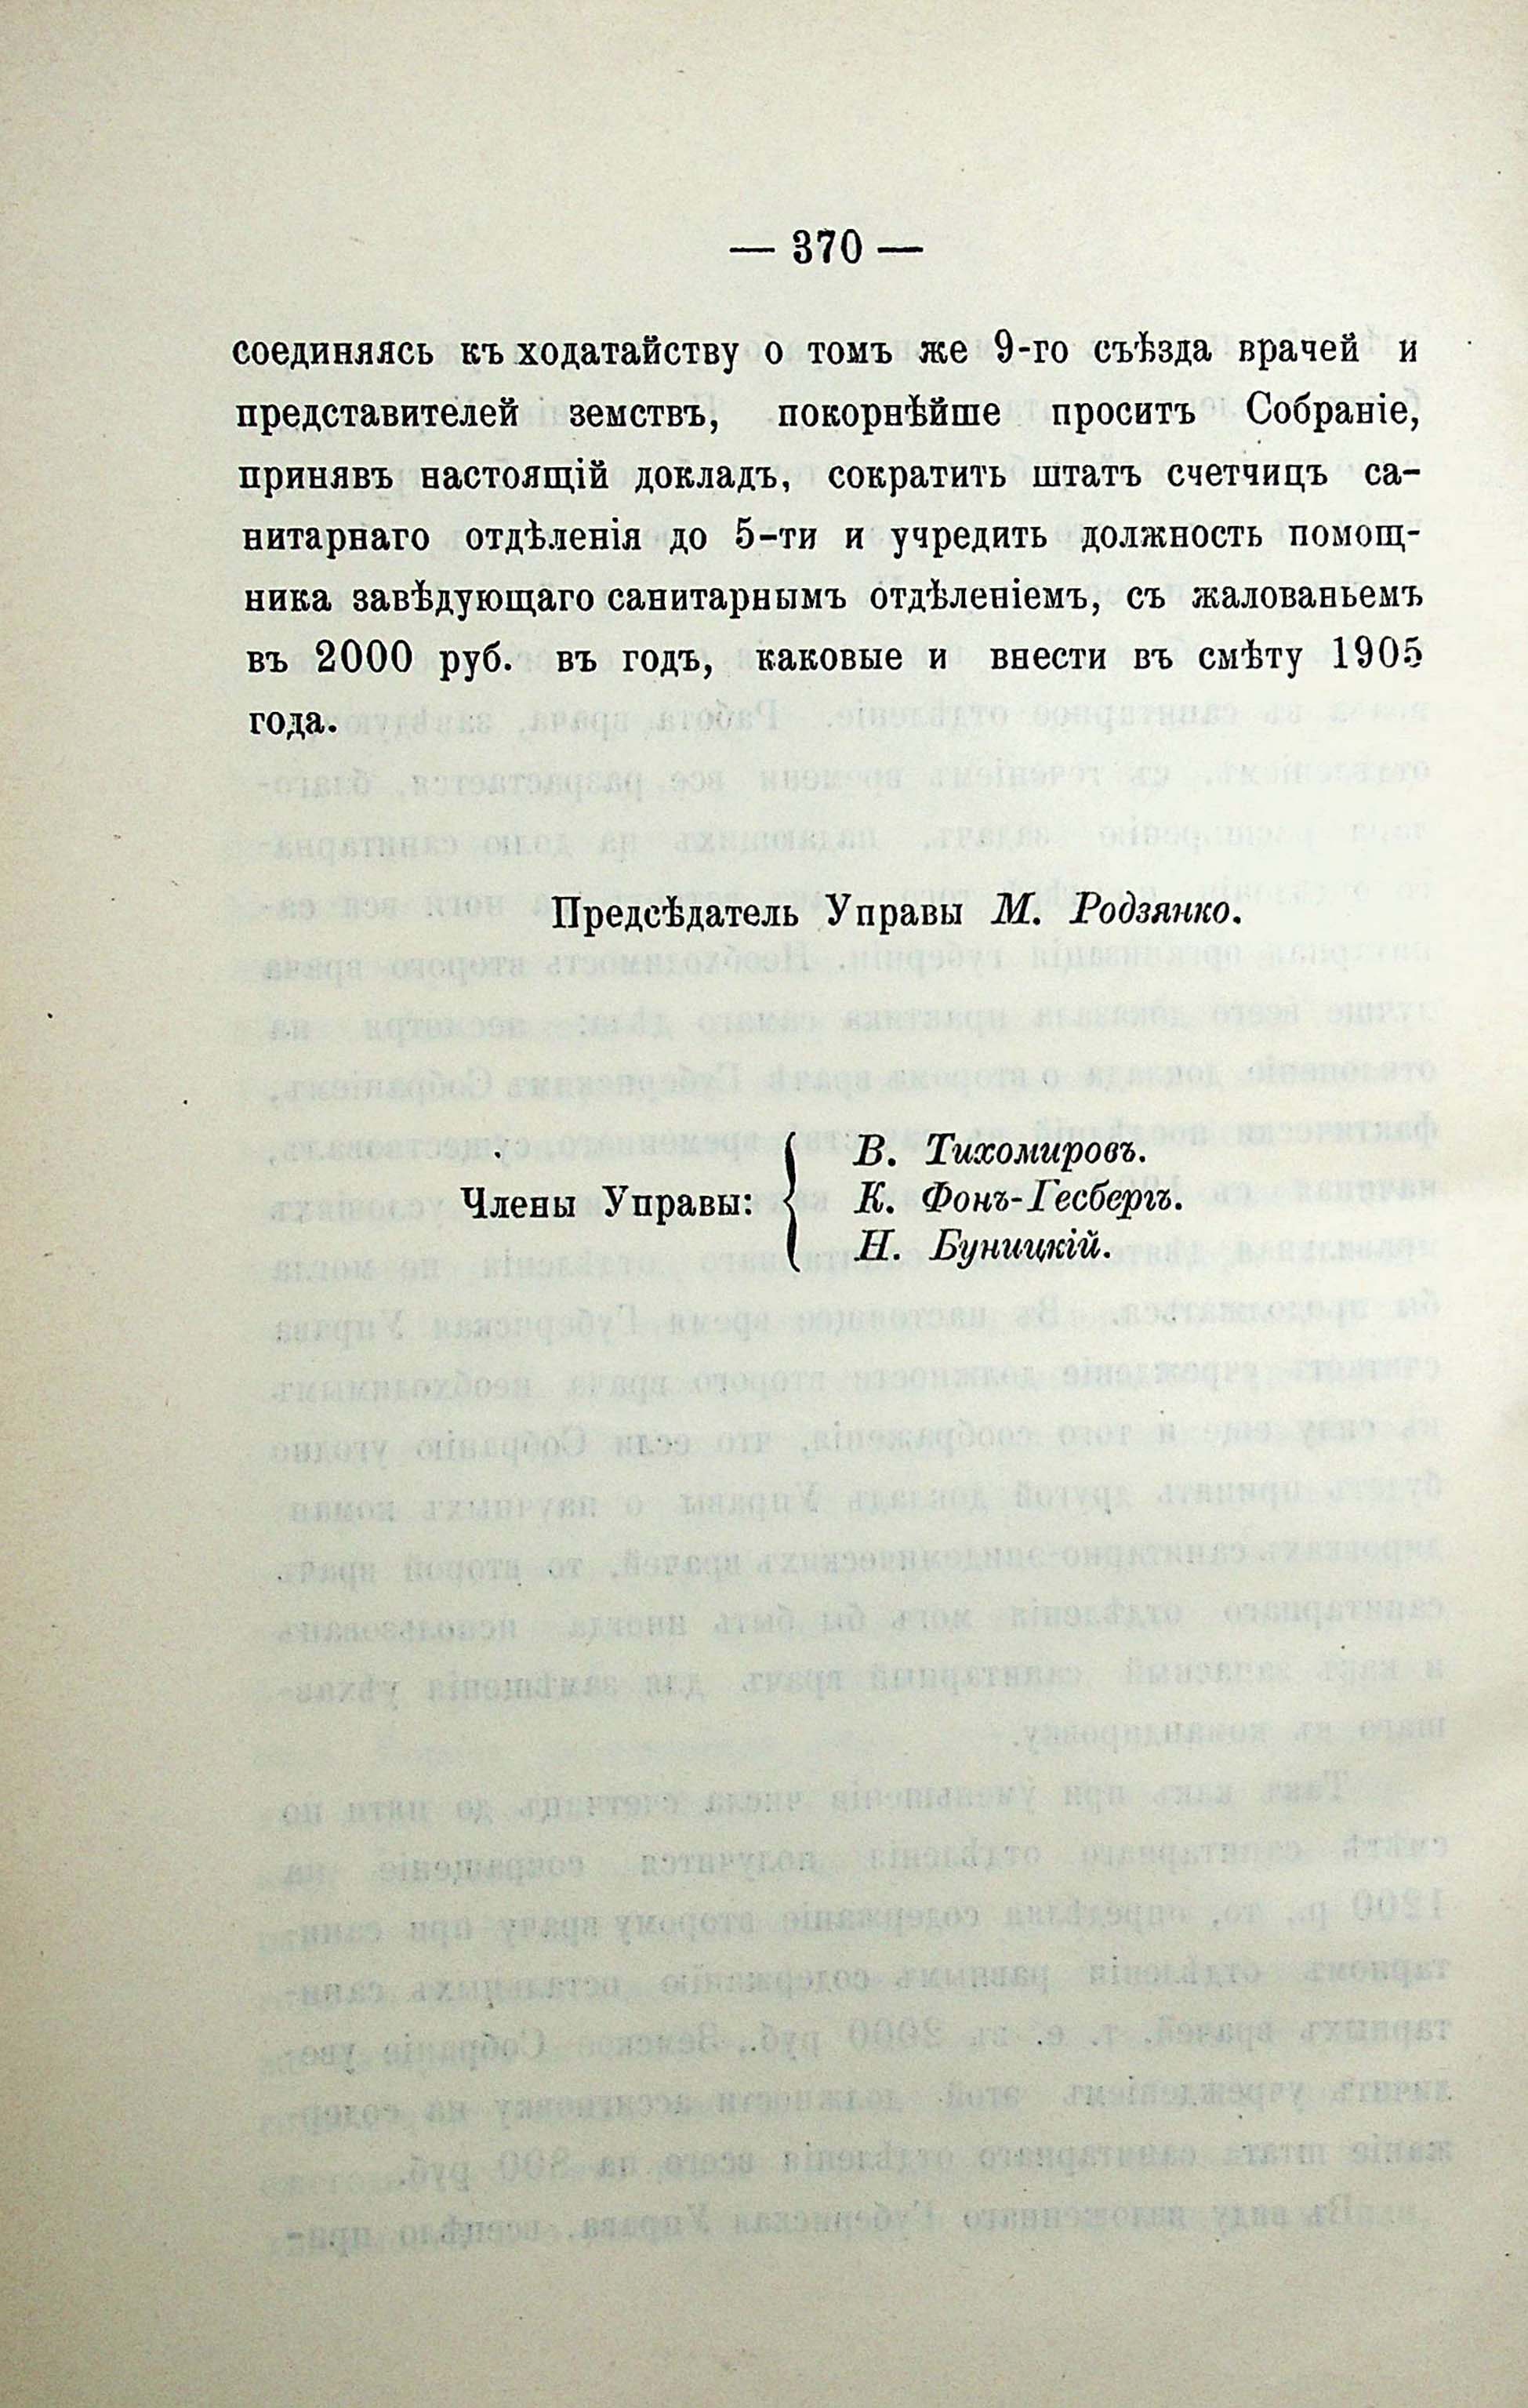 — 370 —
соединяясь къ ходатайству о томъ же 9-го съѣзда врачей и
представителей земствъ, покорнѣйше проситъ Собраніе,
принявъ настоящій докладъ, сократить штатъ счетчицъ са-
нитарнаго отдѣленія до 5-ти и учредить должность помощ-
ника завѣдующаго санитарнымъ отдѣленіемъ, съ жалованьемъ
въ 2000 руб. въ годъ, каковые и внести въ смѣту 1905
года.
Предсѣдатель Управы М. Родзянко.
Члены Управы:
В. Тихомировъ.
К. Фонъ-Гесбергъ.
Н. Буницкій.